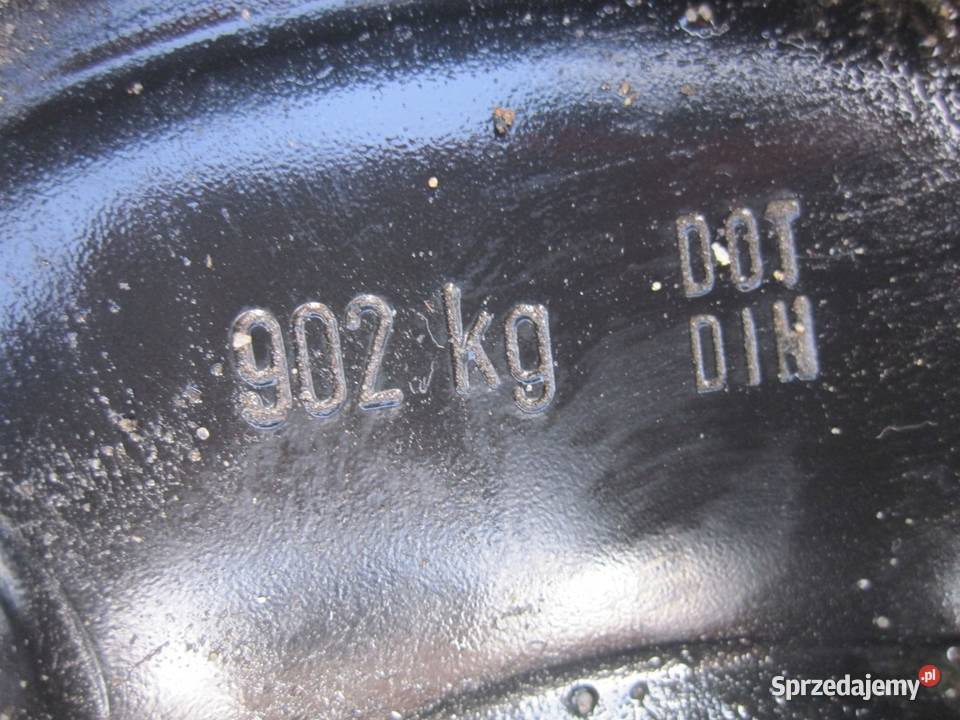 902 kg
DOT
DIN
Sprzedajemy.pl